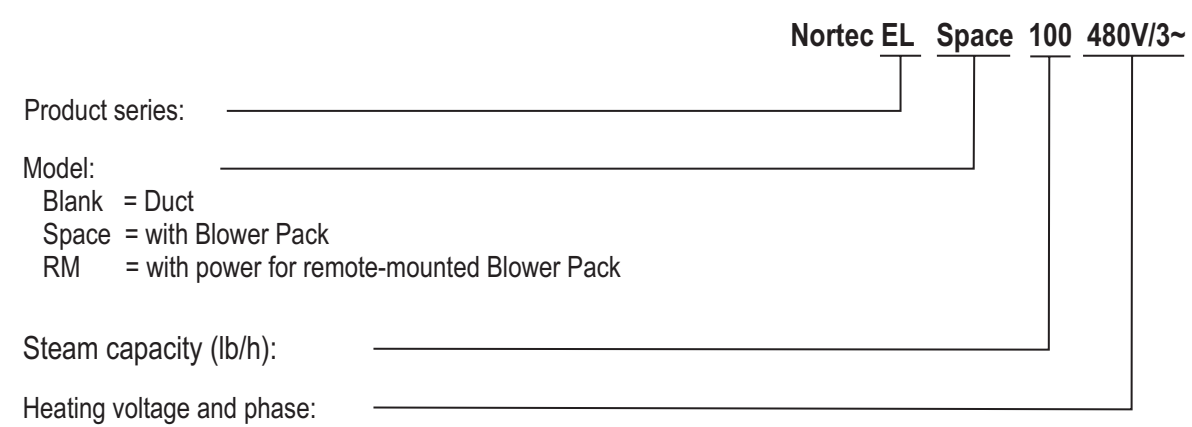 Nortec EL Space 100 480V/3~
Product series:
Model:
Blank = Duct
Space = with Blower Pack
RM = with power for remote-mounted Blower Pack
Steam capacity (lb/h):
Heating voltage and phase: